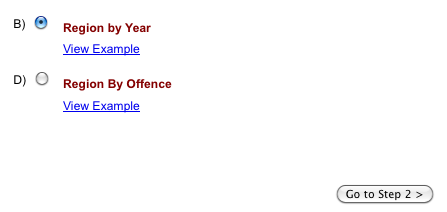 B) Region by Year
View Example
D) Region By Offence
View Example
Go to Step 2 >